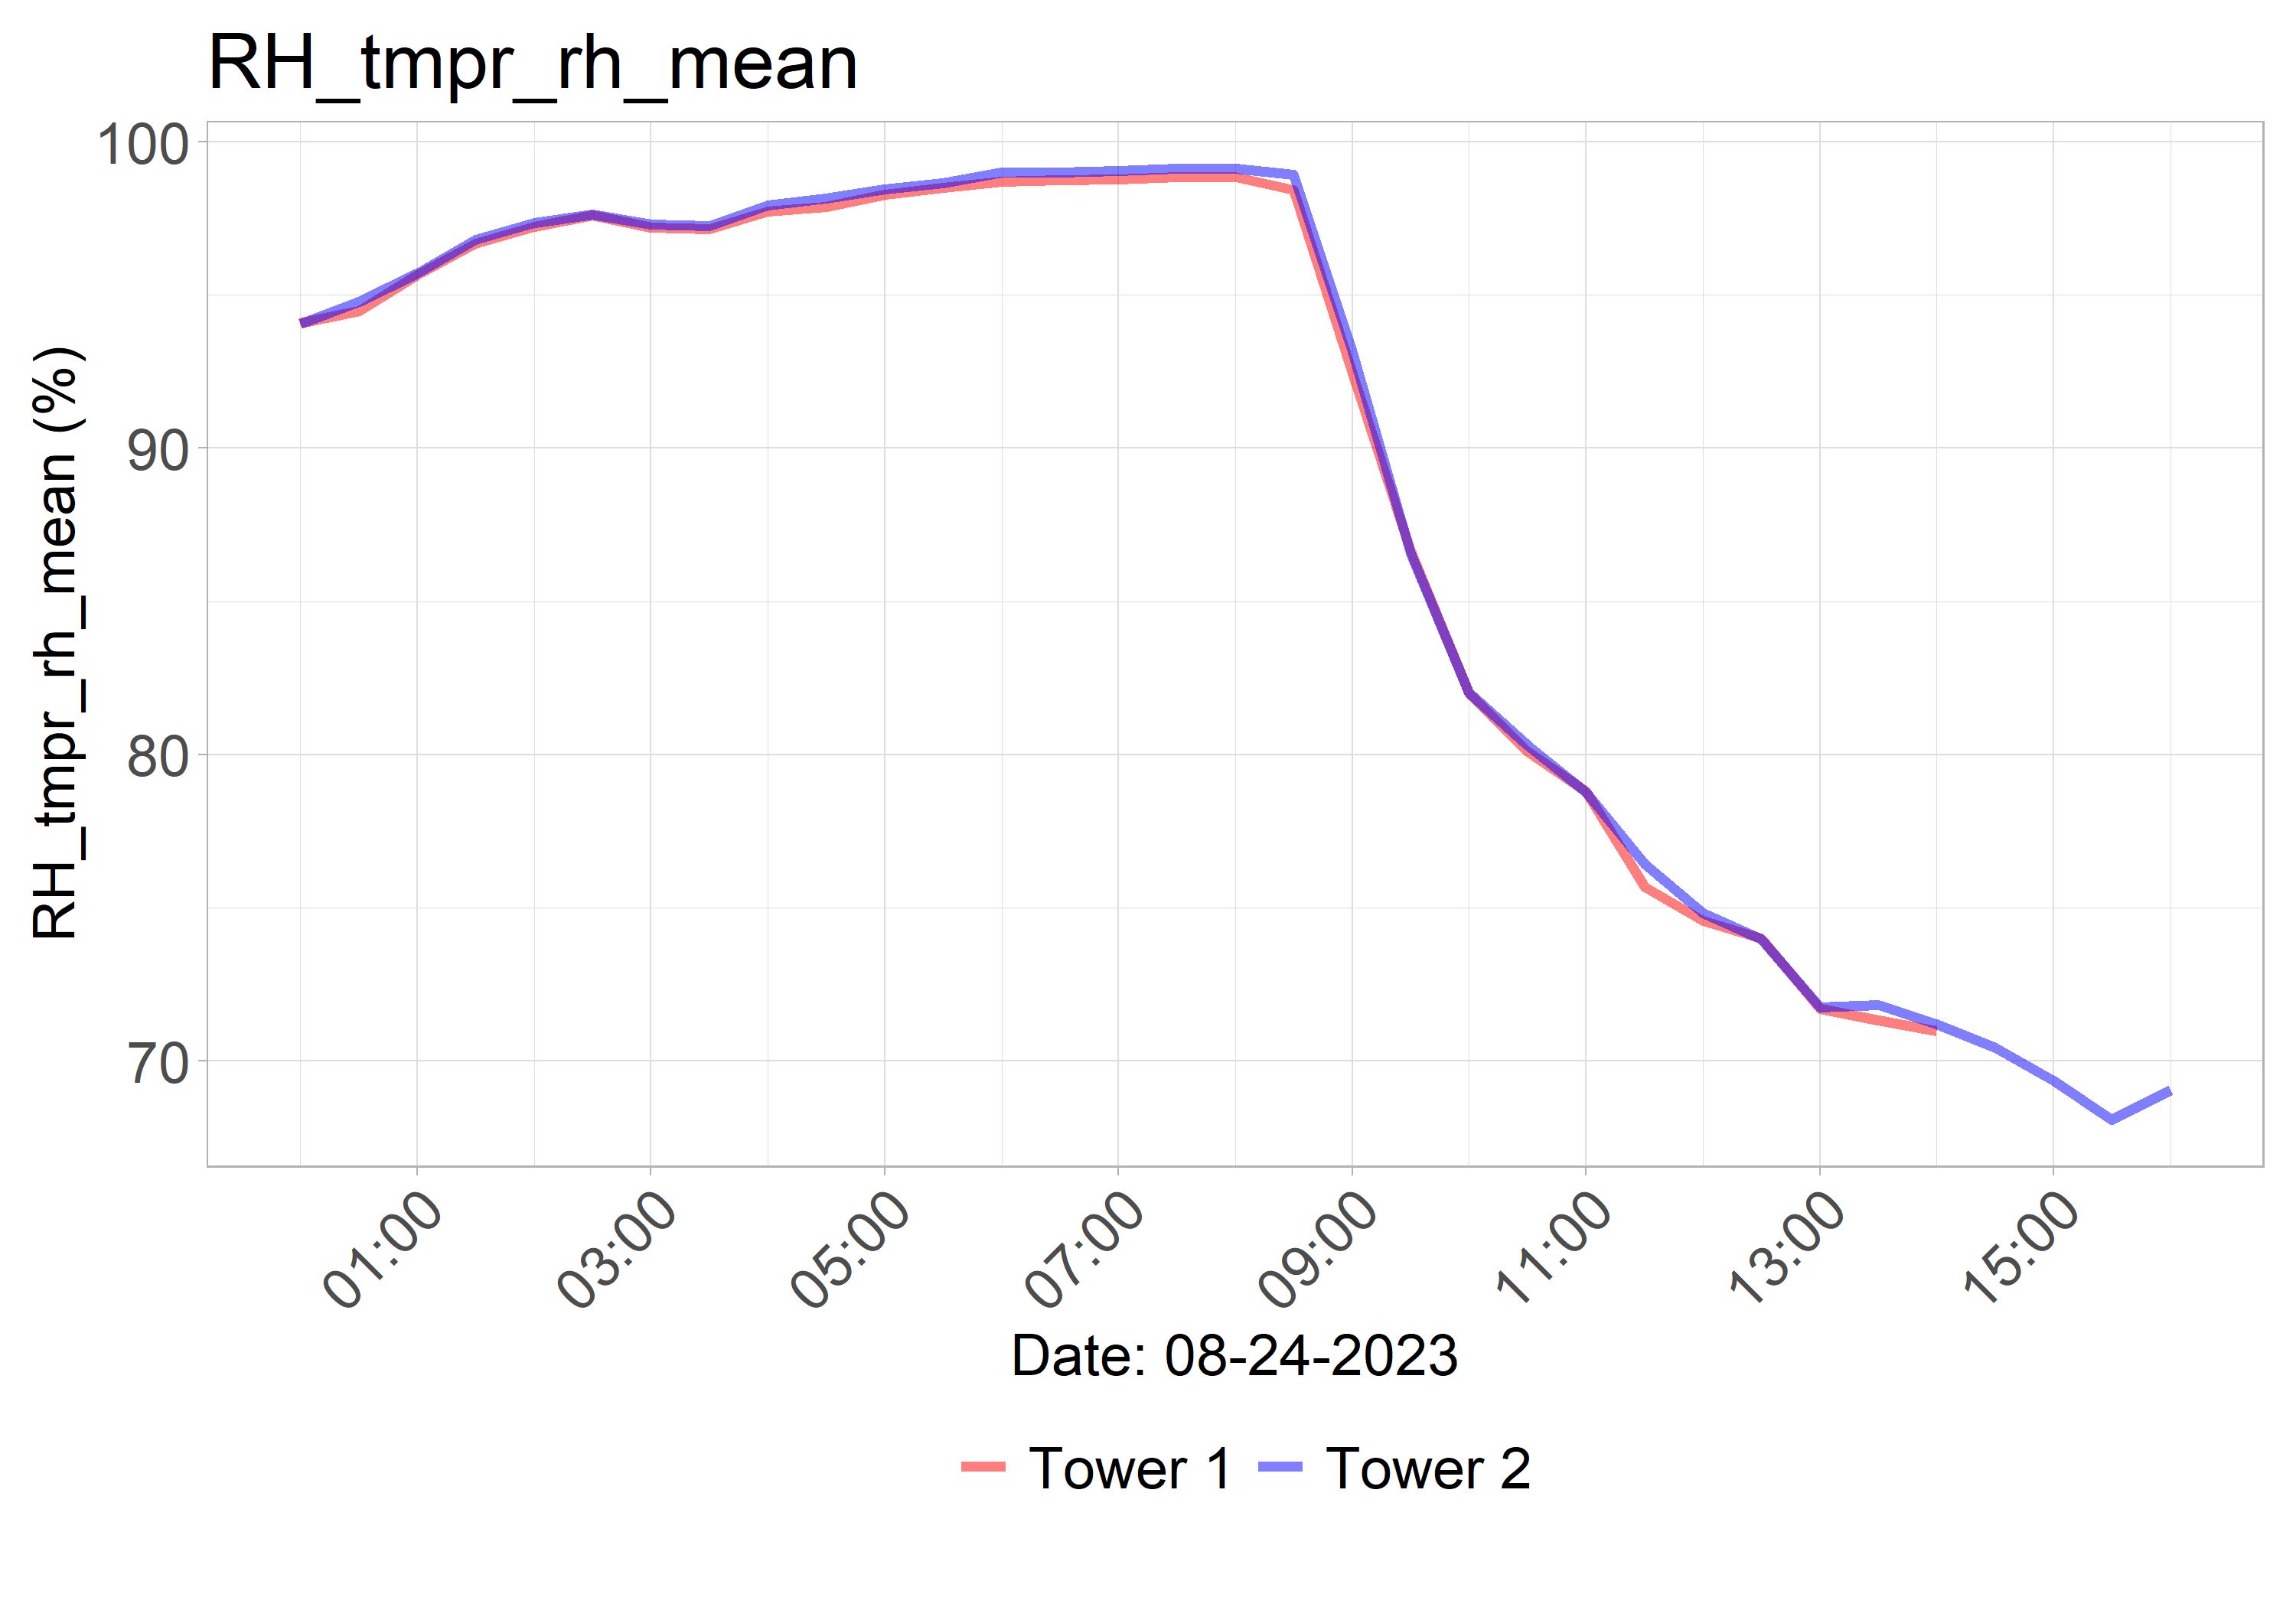 RH_tmpr_rh_mean
RH_tmpr_rh_mean (%)
100
90
80
70
01:00 03:00 05:00 07:00 09:00 11:00 13:00 15:00
Date: 08-24-2023
Tower 1 Tower 2